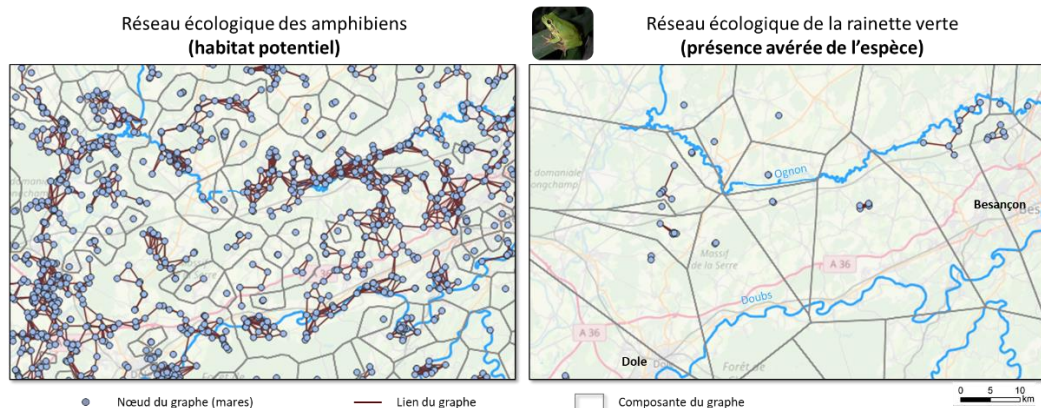 Réseau écologique des amphibiens
(habitat potentiel)
Réseau écologique de la rainette verte
(présence avérée de l'espèce)
domaniale
Massif
de la Serre
Ognon
Besançon
A 36
Doubs
A 36
Dole
Forêt de
Nœud du graphe (mares)
Lien du graphe
Composante du graphe
0 5 10
km